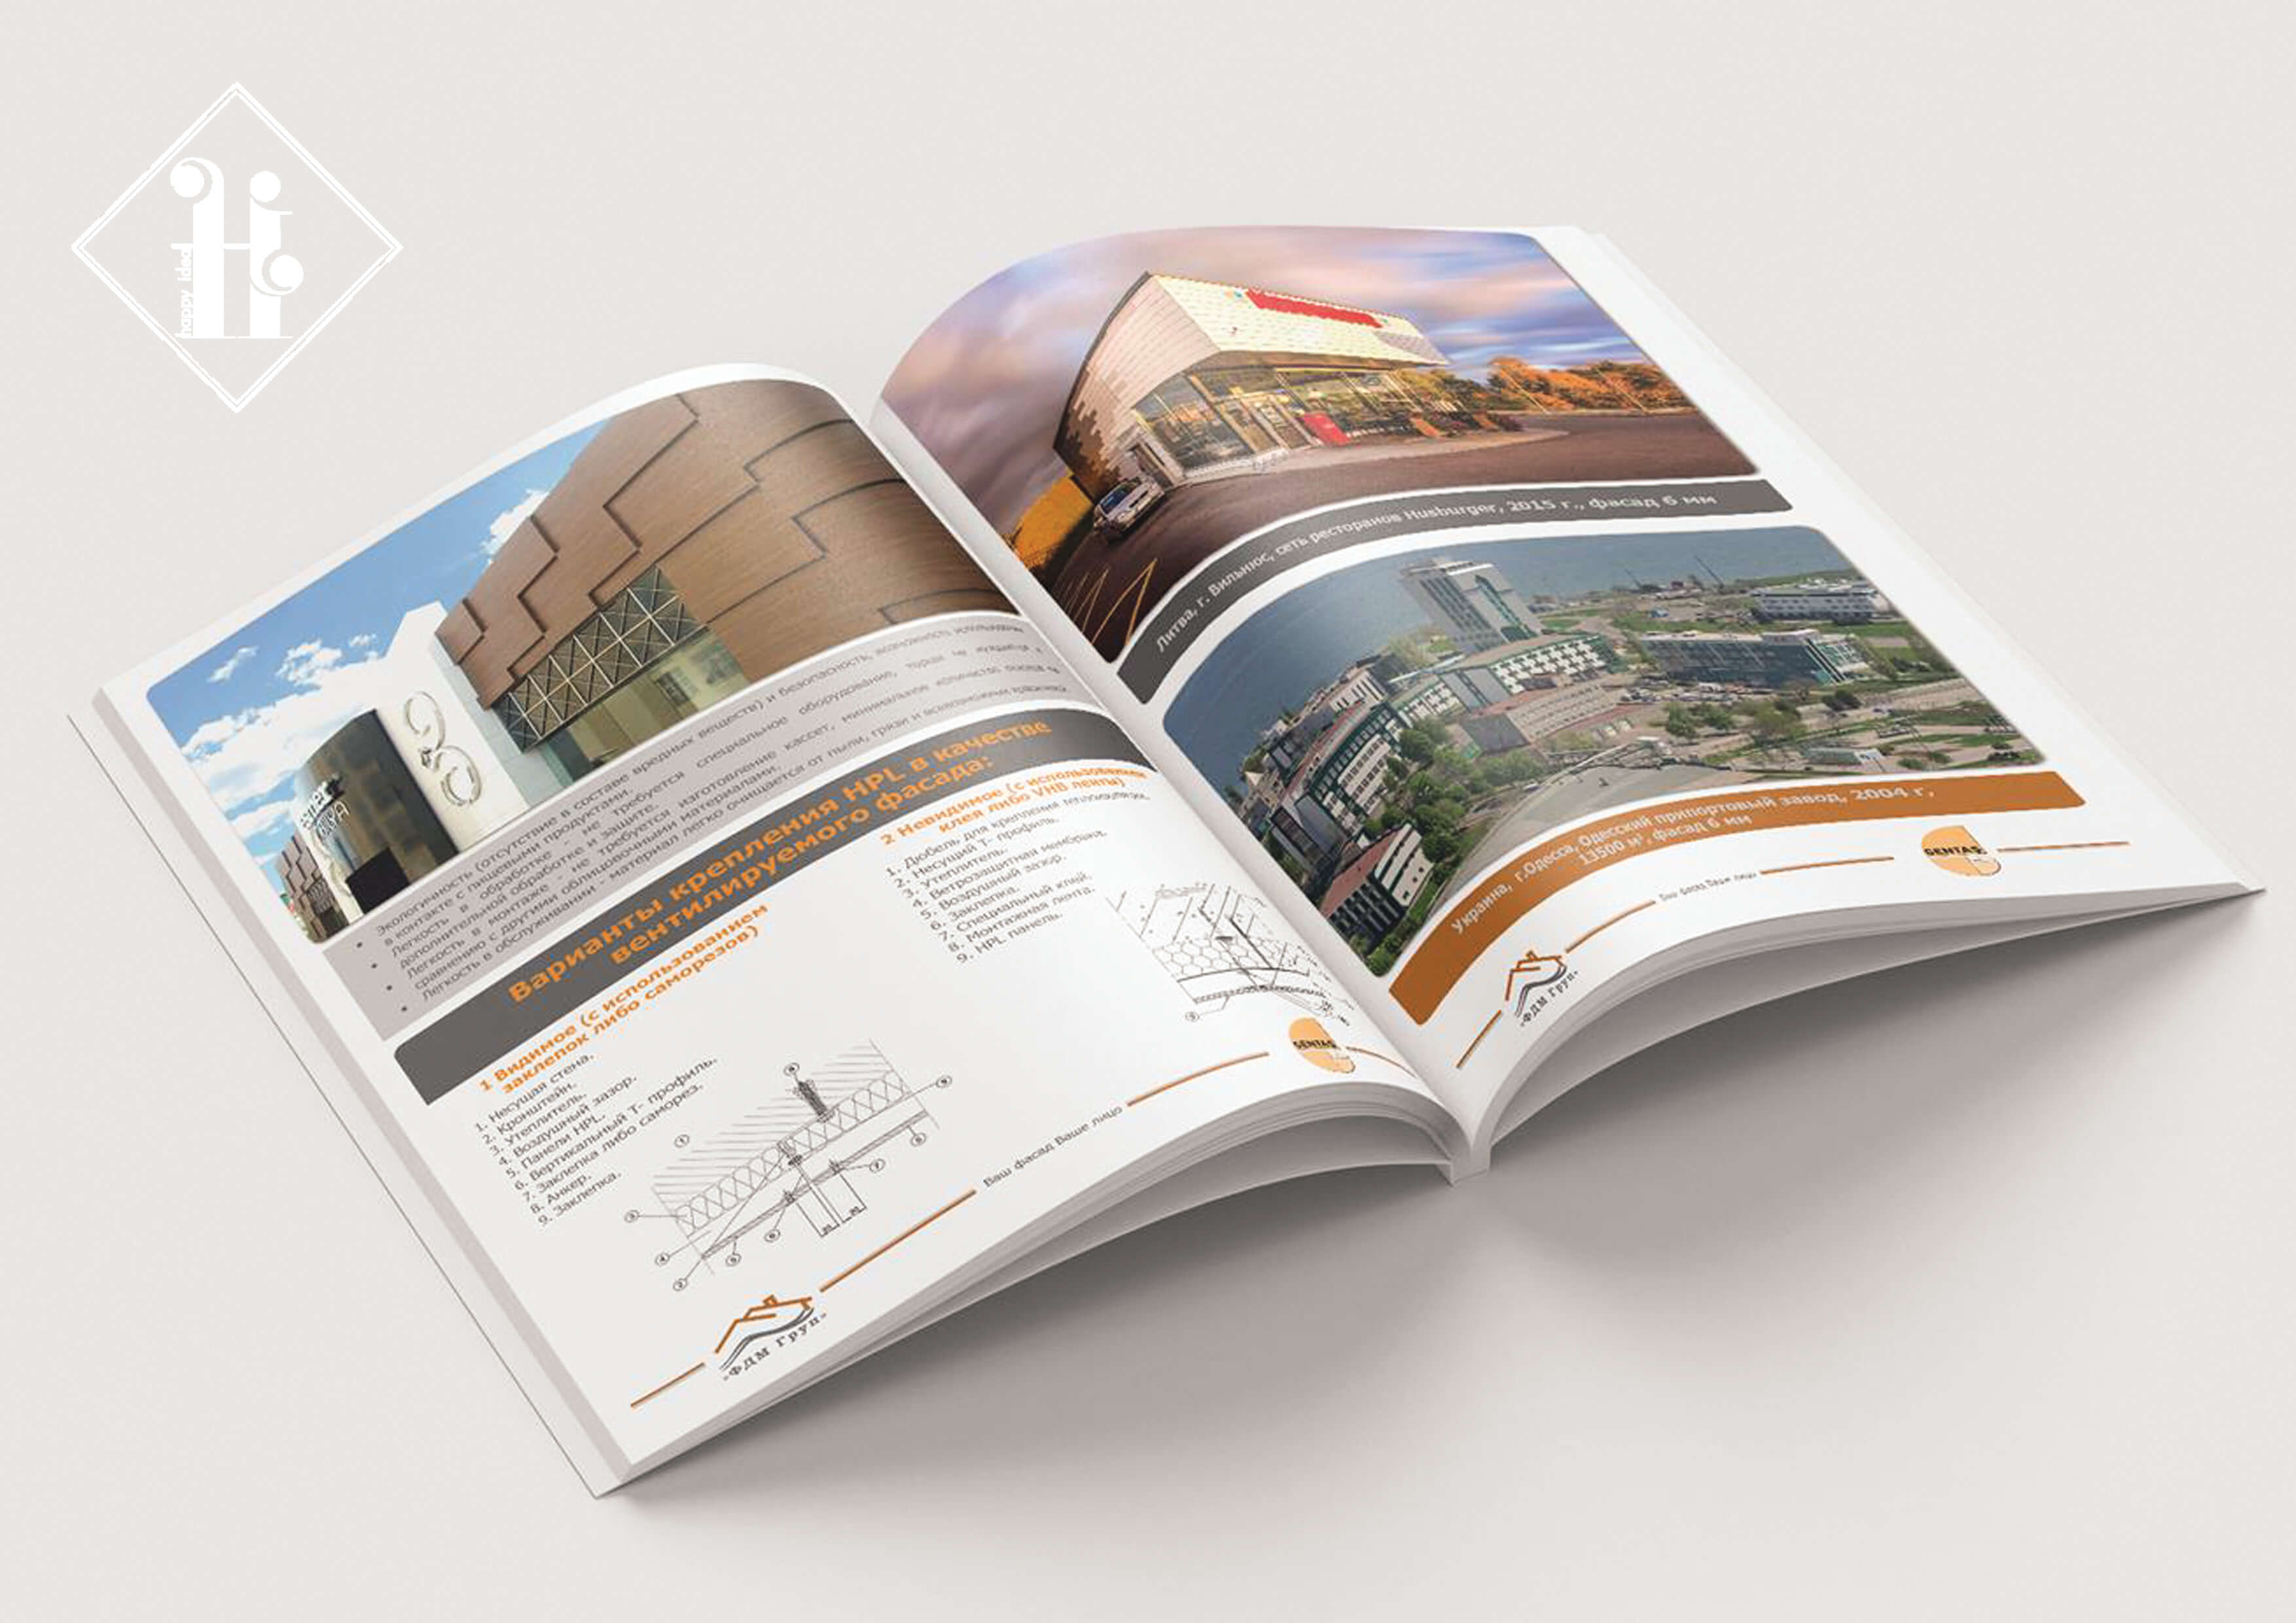 happy idea
Экологичность (отсутствие в составе вредных веществ) и безопасность, возможность использования
в контакте с пищевыми продуктами.
Легкость в обработке - не требуется специальное оборудование, торцы не нуждаются в
дополнительной обработке и защите.
Легкость в монтаже - не требуется изготовление кассет, минимальное количество отходов по
сравнению с другими облицовочными материалами.
Легкость в обслуживании - материал легко очищается от пыли, грязи и
Варианты крепления HPL в качестве
вентилируемого фасада:
1 Видимое (с использованием
заклепок либо саморезов)
1. Несущая стена.
2. Кронштейн.
3. Утеплитель.
4. Воздушный зазор.
5. Панели HPL.
6. Вертикальный Т- профиль.
7. Заклепка либо саморез.
8. Анкер.
9. Заклепка.
2 Невидимое (с использованием
клея либо VHB ленты)
1. Дюбель для крепления теплоизоляции.
2. Несущий Т- профиль.
3. Утеплитель.
4. Ветрозащитная мембрана.
5. Воздушный зазор.
6. Заклепка.
7. Специальный клей.
8. Монтажная лента.
9. HPL панель.
«ФДМ Груп»
Ваш фасад Ваше лицо
GENTAS
Литва, г. Вильнюс, сеть ресторанов Husburger, 2015 г., фасад 6 мм
Украина, г.Одесса, Одесский припортовый завод, 2004 г,
13500 м², фасад 6 мм
«ФДМ Груп»
Ваш фасад Ваше лицо
GENTAS